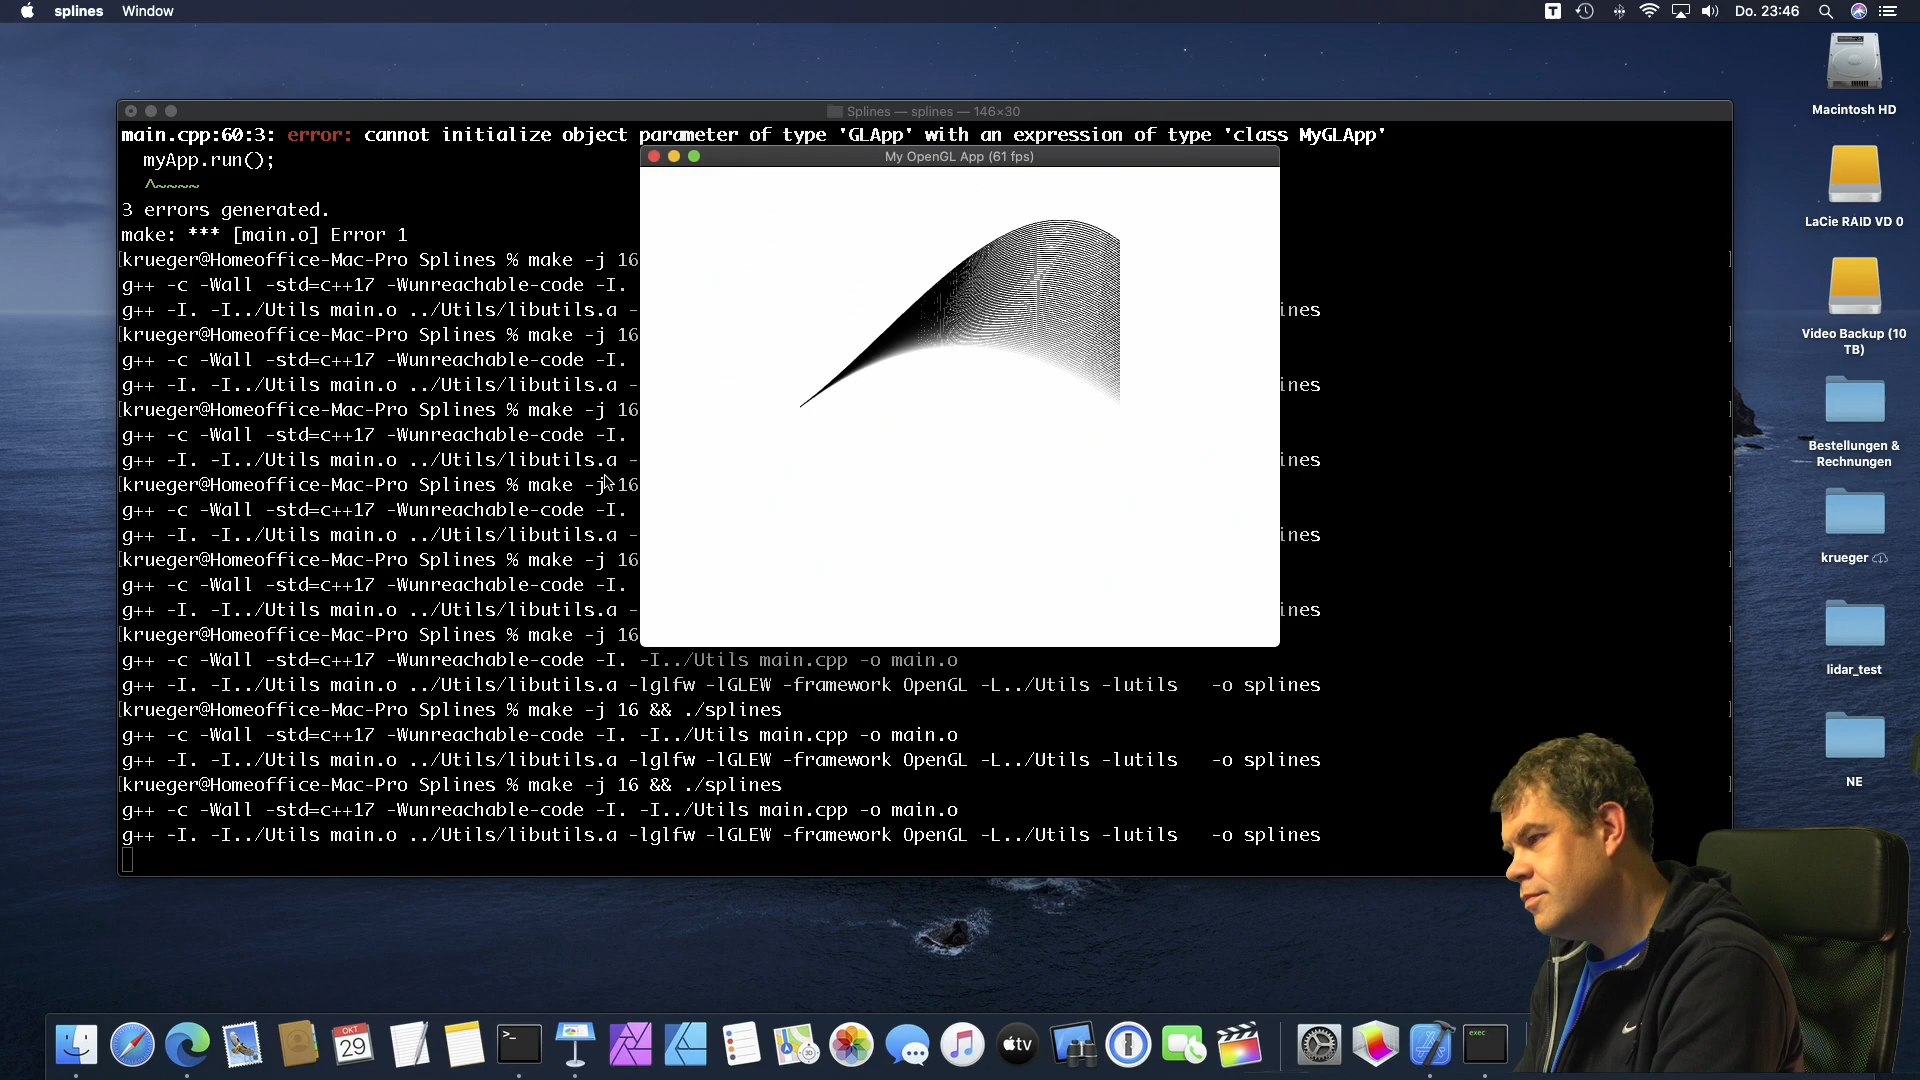 splines Window
Do. 23:46
Splines — splines — 146×30
main.cpp:60:3: error: cannot initialize object parameter of type 'GLApp' with an expression of type 'class MyGLApp'
myApp.run();
^~~~~
3 errors generated.
make: *** [main.o] Error 1
My OpenGL App (61 fps)
[krueger@Homeoffice-Mac-Pro Splines % make -j 16 ]
g++ -c -Wall -std=c++17 -Wunreachable-code -I.
g++ -I. -I../Utils main.o ../Utils/libutils.a - ines
[krueger@Homeoffice-Mac-Pro Splines % make -j 16 ]
g++ -c -Wall -std=c++17 -Wunreachable-code -I.
g++ -I. -I../Utils main.o ../Utils/libutils.a - ines
[krueger@Homeoffice-Mac-Pro Splines % make -j 16 ]
g++ -c -Wall -std=c++17 -Wunreachable-code -I.
g++ -I. -I../Utils main.o ../Utils/libutils.a - ines
[krueger@Homeoffice-Mac-Pro Splines % make -j 16 ]
g++ -c -Wall -std=c++17 -Wunreachable-code -I.
g++ -I. -I../Utils main.o ../Utils/libutils.a - ines
[krueger@Homeoffice-Mac-Pro Splines % make -j 16 ]
g++ -c -Wall -std=c++17 -Wunreachable-code -I.
g++ -I. -I../Utils main.o ../Utils/libutils.a - ines
[krueger@Homeoffice-Mac-Pro Splines % make -j 16 ]
g++ -c -Wall -std=c++17 -Wunreachable-code -I. -I../Utils main.cpp -o main.o
g++ -I. -I../Utils main.o ../Utils/libutils.a -lglfw -lGLEW -framework OpenGL -L../Utils -lutils -o splines
[krueger@Homeoffice-Mac-Pro Splines % make -j 16 && ./splines ]
g++ -c -Wall -std=c++17 -Wunreachable-code -I. -I../Utils main.cpp -o main.o
g++ -I. -I../Utils main.o ../Utils/libutils.a -lglfw -lGLEW -framework OpenGL -L../Utils -lutils -o splines
[krueger@Homeoffice-Mac-Pro Splines % make -j 16 && ./splines ]
g++ -c -Wall -std=c++17 -Wunreachable-code -I. -I../Utils main.cpp -o main.o
g++ -I. -I../Utils main.o ../Utils/libutils.a -lglfw -lGLEW -framework OpenGL -L../Utils -lutils -o splines
Macintosh HD
LaCie RAID VD 0
Video Backup (10
TB)
Bestellungen &
Rechnungen
krueger
lidar_test
NE
OKT
29
tv
exec